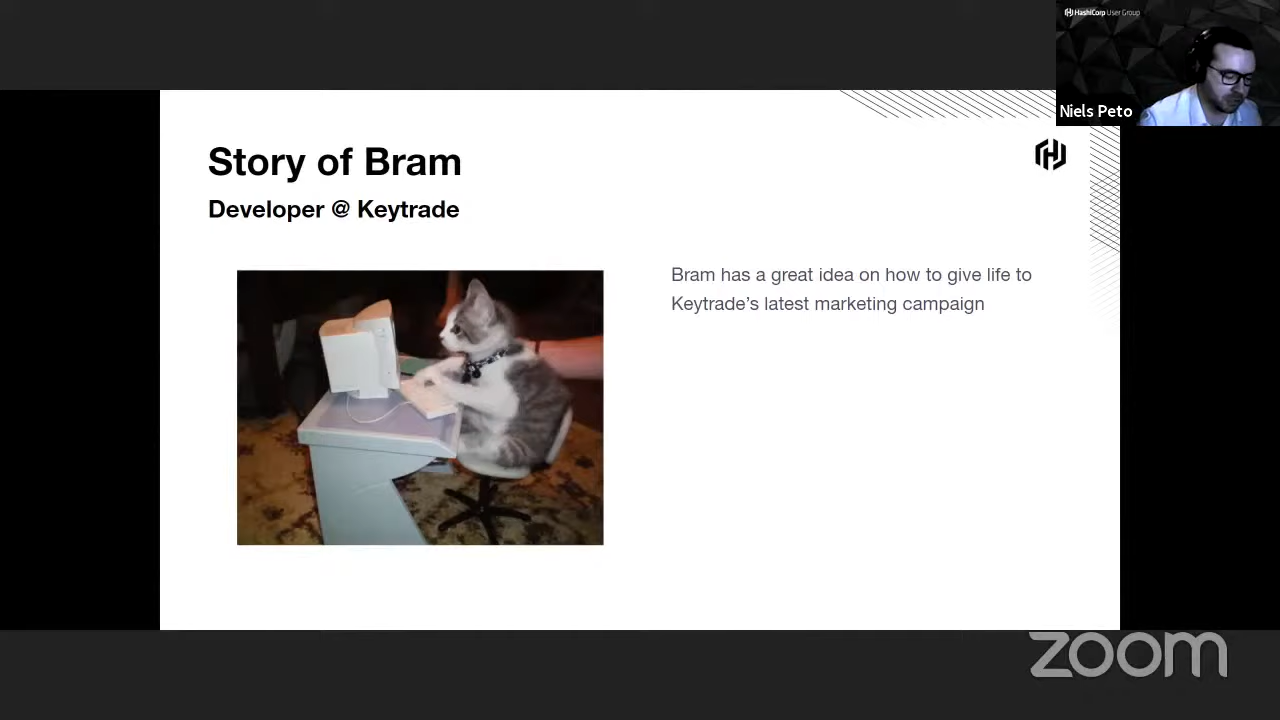 HashiCorp User Group
Niels Peto
Story of Bram
Developer @ Keytrade
Bram has a great idea on how to give life to
Keytrade’s latest marketing campaign
zoom